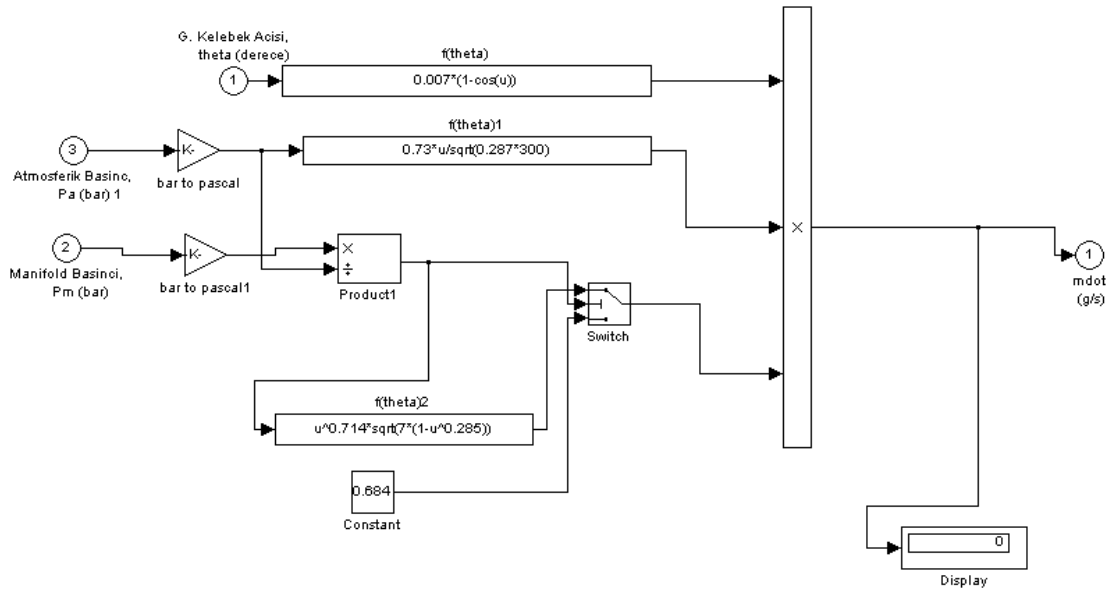 G. Kelebek Acisi,
theta (derece)
1
f(theta)
0.007*(1-cos(u))
3
Atmosferik Basinc,
Pa (bar) 1
K-
bar to pascal
f(theta)1
0.73*u/sqrt(0.287*300)
2
Manifold Basinci,
Pm (bar)
K-
bar to pascal1
×
÷
Product1
Switch
×
1
mdot
(g/s)
f(theta)2
u^0.714*sqrt(7*(1-u^0.285))
0.684
Constant
0
Display